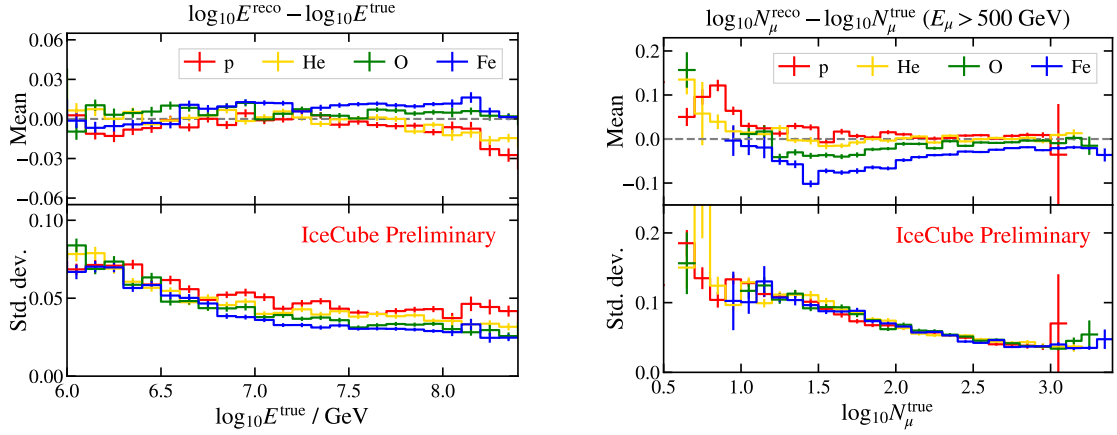 log₁₀E^reco − log₁₀E^true
0.06
0.03
0.00
−0.03
−0.06
Mean
p
He
O
Fe
0.10
0.05
0.00
Std. dev.
IceCube Preliminary
6.0
6.5
7.0
7.5
8.0
log₁₀E^true / GeV
log₁₀N_μ^reco − log₁₀N_μ^true (E_μ > 500 GeV)
0.2
0.1
0.0
−0.1
Mean
p
He
O
Fe
0.2
0.1
0.0
Std. dev.
IceCube Preliminary
0.5
1.0
1.5
2.0
2.5
3.0
log₁₀N_μ^true